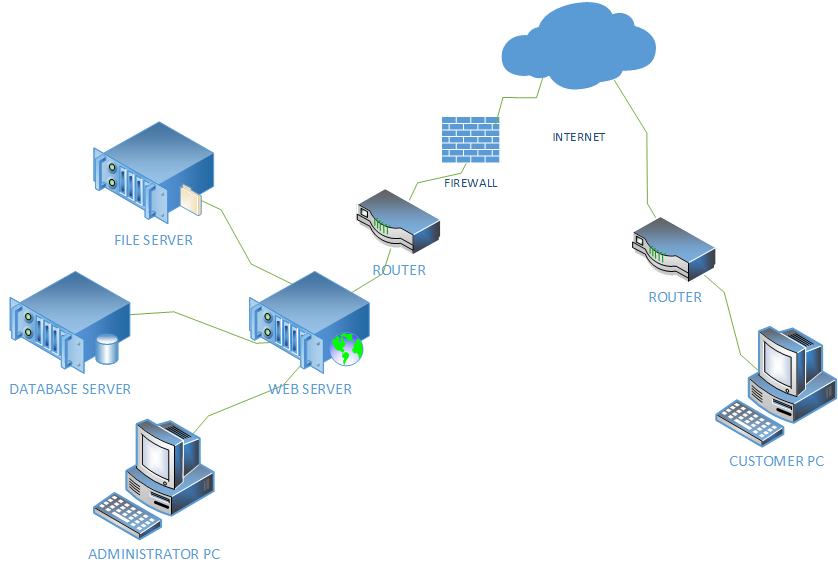 INTERNET
FIREWALL
FILE SERVER
ROUTER
ROUTER
DATABASE SERVER
WEB SERVER
CUSTOMER PC
ADMINISTRATOR PC